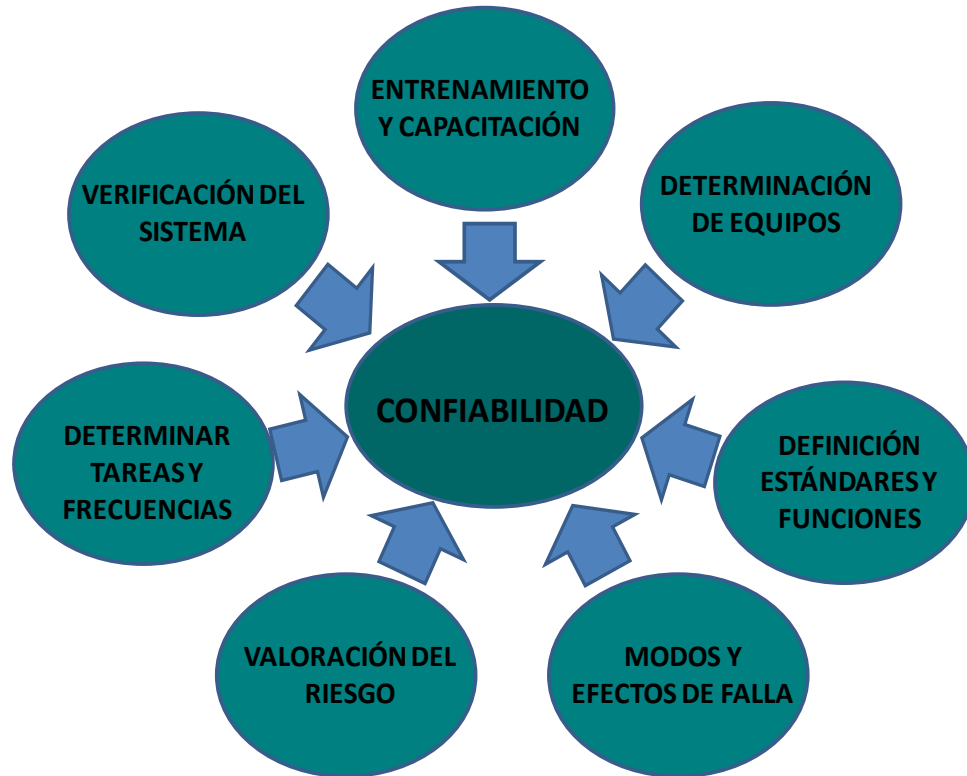 ENTRENAMIENTO
Y CAPACITACIÓN
DETERMINACIÓN
DE EQUIPOS
DEFINICIÓN
ESTÁNDARES Y
FUNCIONES
MODOS Y
EFECTOS DE FALLA
VALORACIÓN DEL
RIESGO
DETERMINAR
TAREAS Y
FRECUENCIAS
VERIFICACIÓN DEL
SISTEMA
CONFIABILIDAD